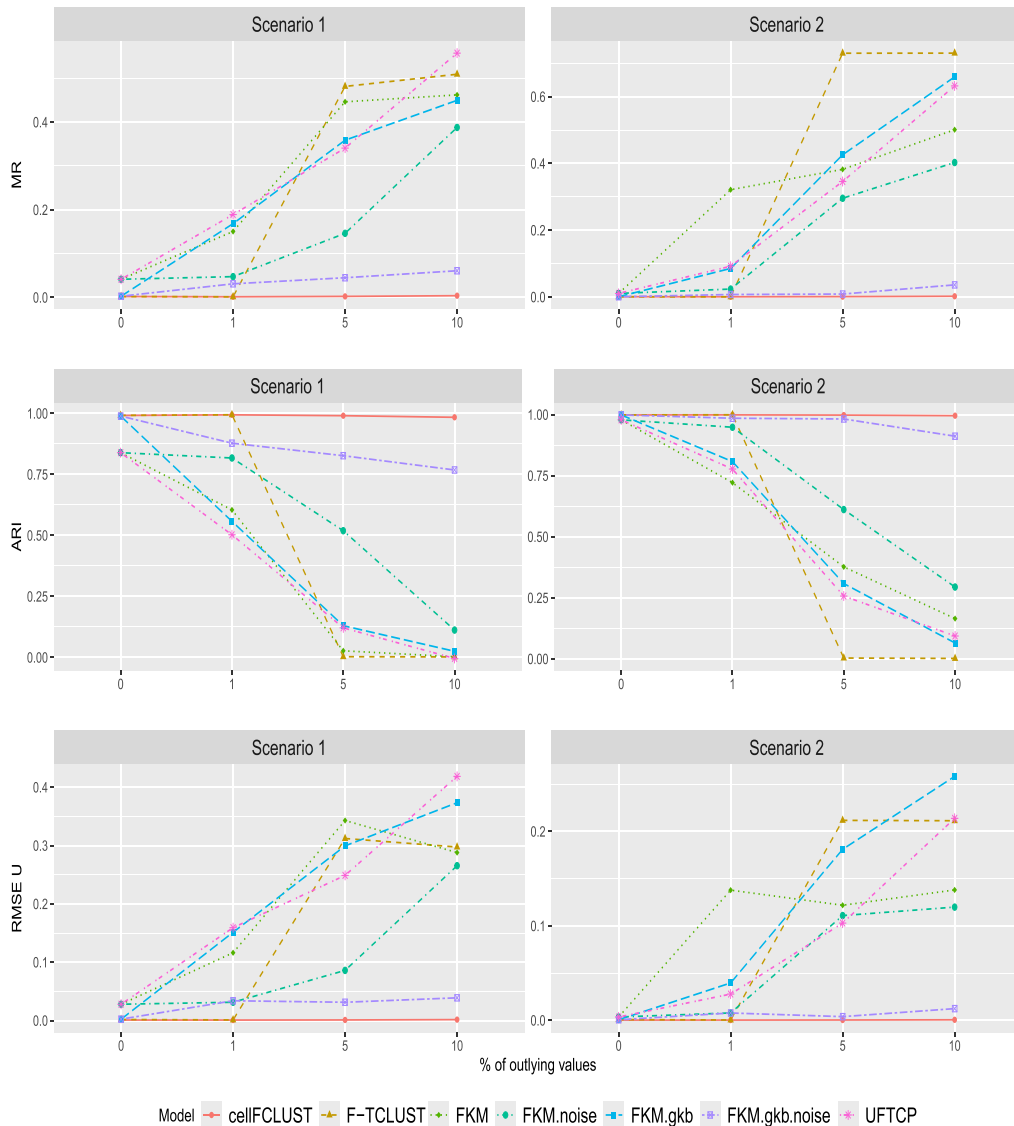 Scenario 1
Scenario 2
MR
0.4
0.2
0.0
0.6
0.4
0.2
0.0
0 1 5 10
0 1 5 10
Scenario 1
Scenario 2
ARI
1.00
0.75
0.50
0.25
0.00
1.00
0.75
0.50
0.25
0.00
0 1 5 10
0 1 5 10
Scenario 1
Scenario 2
RMSE U
0.4
0.3
0.2
0.1
0.0
0.2
0.1
0.0
0 1 5 10
0 1 5 10
% of outlying values
Model cellFCLUST F-TCLUST FKM FKM.noise FKM.gkb FKM.gkb.noise UFTCP